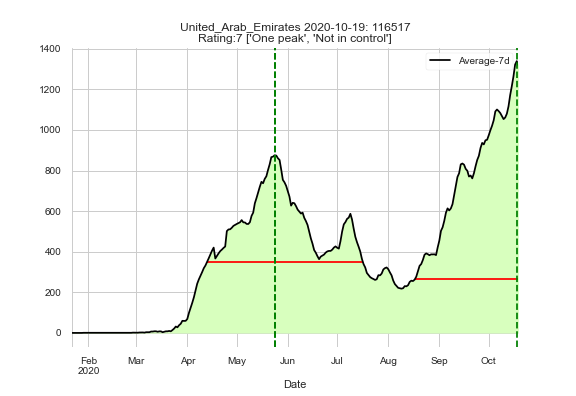 United_Arab_Emirates 2020-10-19: 116517
Rating:7 ['One peak', 'Not in control']
1400
1200
1000
800
600
400
200
0
Average-7d
Feb Mar Apr May Jun Jul Aug Sep Oct
2020
Date